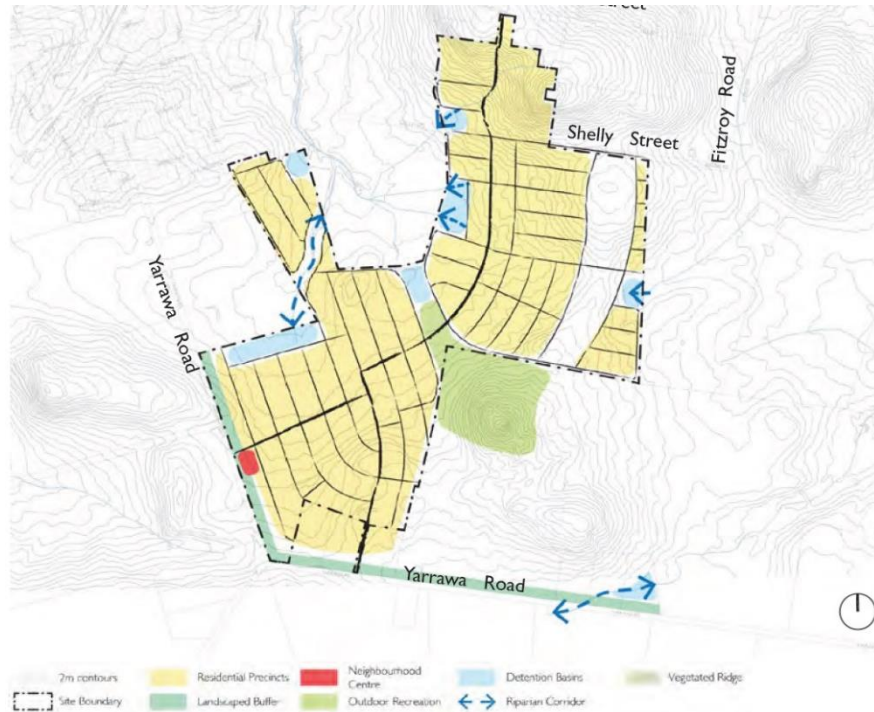 Street
Fitzroy Road
Shelly Street
Yarrawa Road
Yarrawa Road
2m contours
Residential Precincts
Neighbourhood
Centre
Detention Basins
Vegetated Ridge
Site Boundary
Landscaped Buffer
Outdoor Recreation
Riparian Corridor